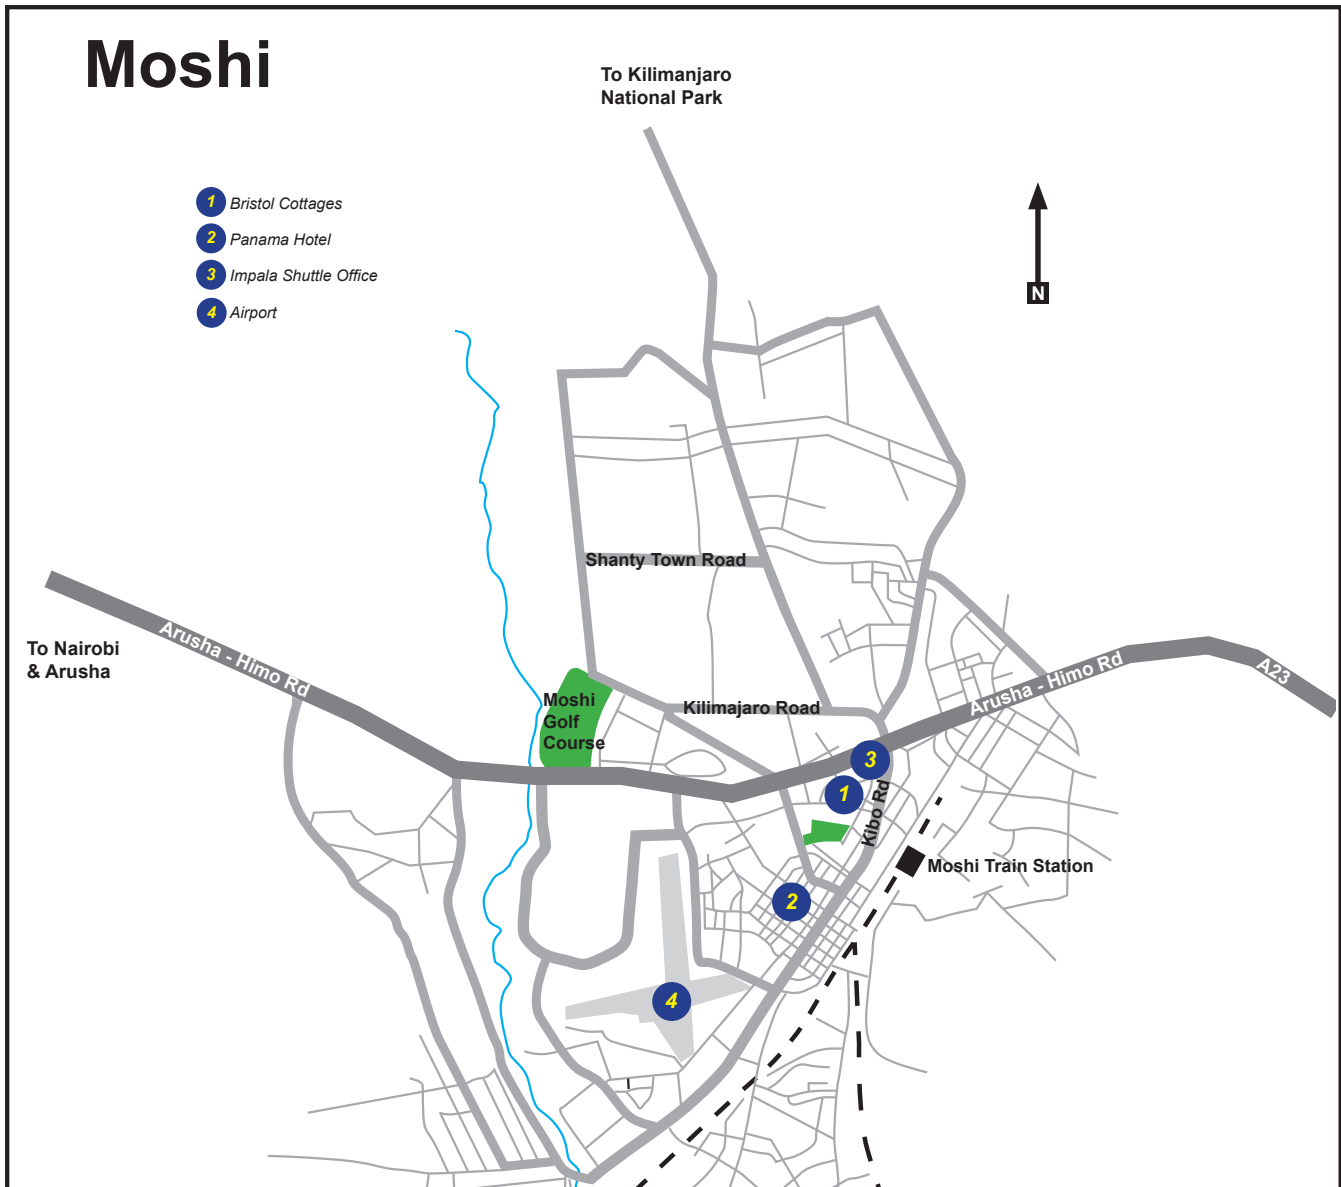 Moshi
To Kilimanjaro
National Park
1 Bristol Cottages
2 Panama Hotel
3 Impala Shuttle Office
4 Airport
N
Shanty Town Road
To Nairobi
& Arusha
Arusha - Himo Rd
Arusha - Himo Rd
A23
Moshi
Golf
Course
Kilimajaro Road
3
1
Kibo Rd
Moshi Train Station
2
4